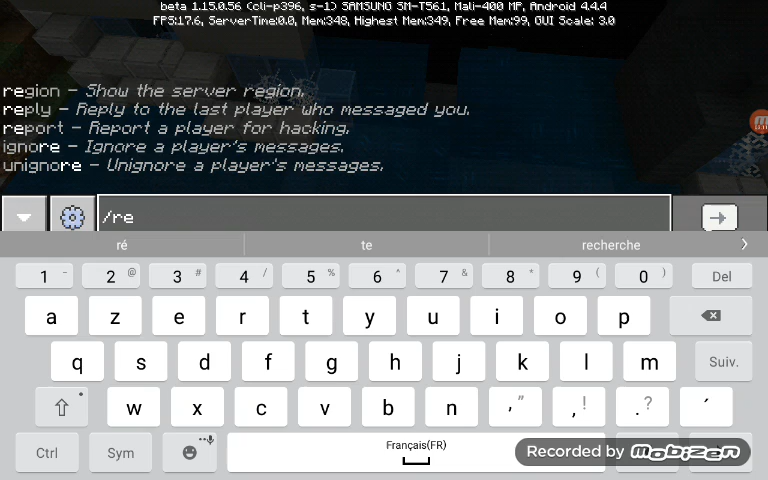 beta 1.15.0.56 (cli-p396, s-1) SAMSUNG SM-T561, Mali-400 MP, Android 4.4.4
FPS:17.6, ServerTime:0.0, Mem:348, Highest Mem:349, Free Mem:99, GUI Scale: 3.0
region – Show the server region.
reply – Reply to the last player who messaged you.
report – Report a player for hacking.
ignore – Ignore a player's messages.
unignore – Unignore a player's messages.
/re
ré te recherche >
1 - 2 @ 3 # 4 / 5 % 6 ^ 7 & 8 * 9 ( 0 ) Del
a z e r t y u i o p
q s d f g h j k l m Suiv.
w x c v b n ' " , ! . ? ´
Ctrl Sym Français(FR) Recorded by mobizen